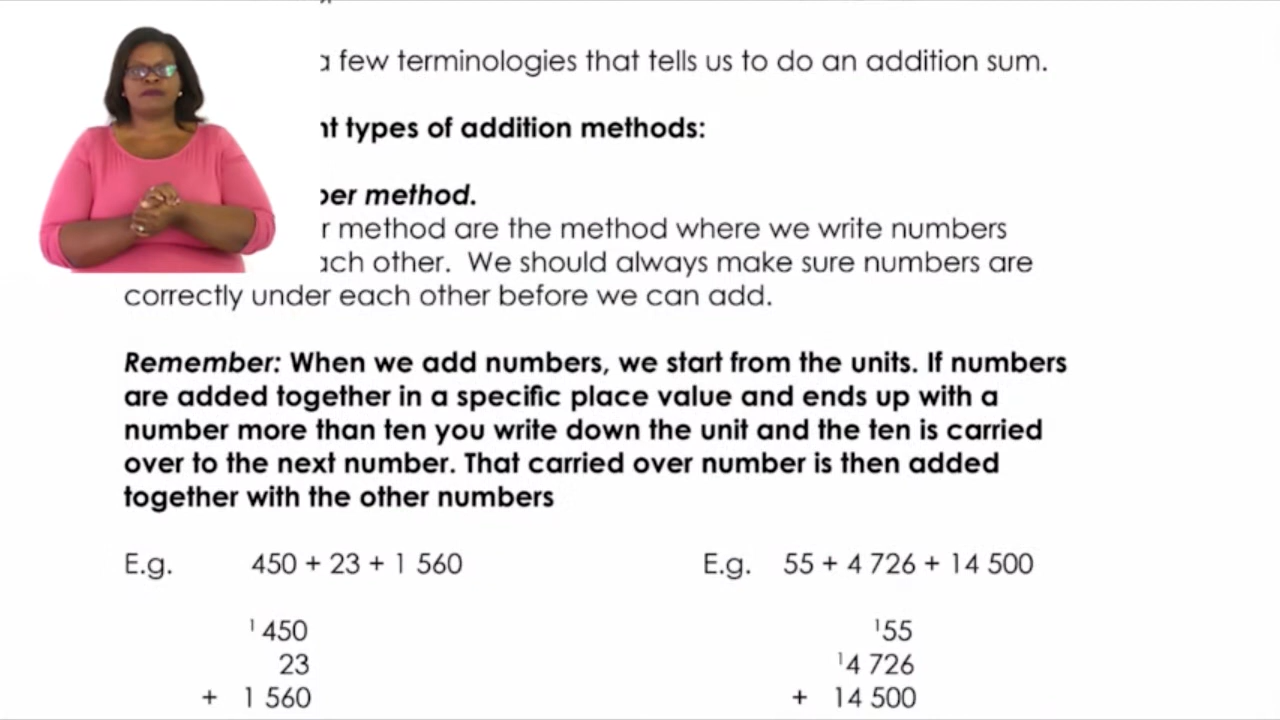 a few terminologies that tells us to do an addition sum.
types of addition methods:
method.
method are the method where we write numbers
other. We should always make sure numbers are
correctly under each other before we can add.
Remember: When we add numbers, we start from the units. If numbers
are added together in a specific place value and ends up with a
number more than ten you write down the unit and the ten is carried
over to the next number. That carried over number is then added
together with the other numbers
E.g. 450 + 23 + 1 560 E.g. 55 + 4 726 + 14 500
¹ 450 ¹55
23 ¹4 726
+ 1 560 + 14 500